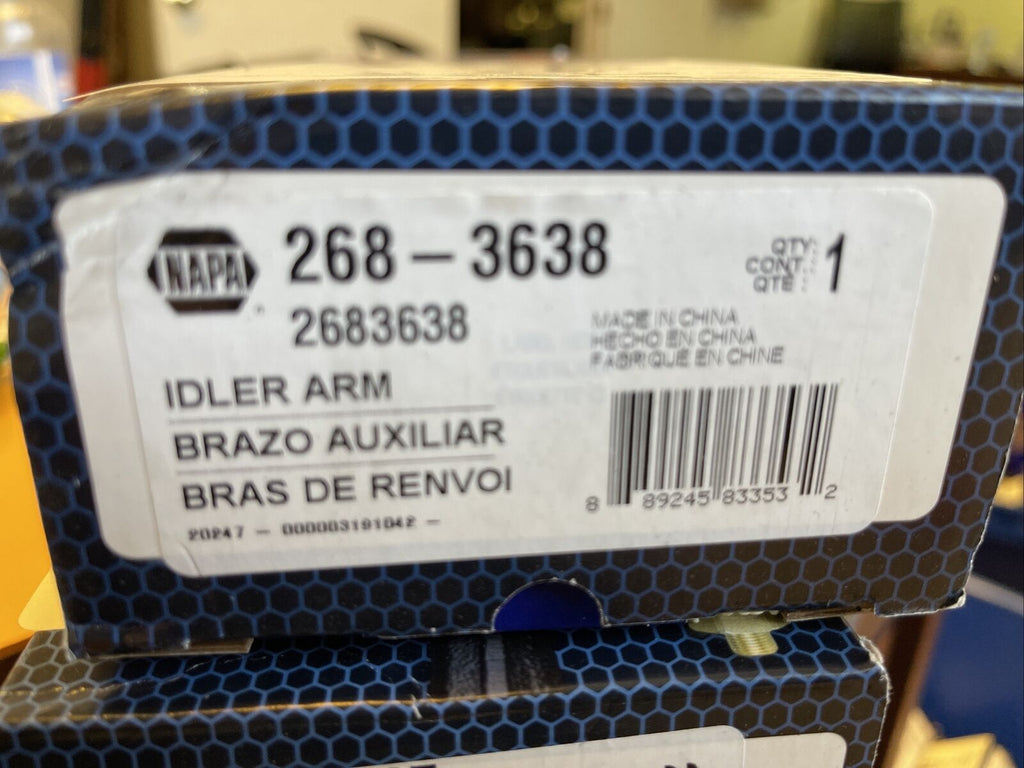 NAPA
268-3638
2683638
QTY:
CONT.:
QTÉ :
1
MADE IN CHINA
HECHO EN CHINA
FABRIQUÉ EN CHINE
IDLER ARM
BRAZO AUXILIAR
BRAS DE RENVOI
20247 - 000003191042 -
8 89245 83353 2